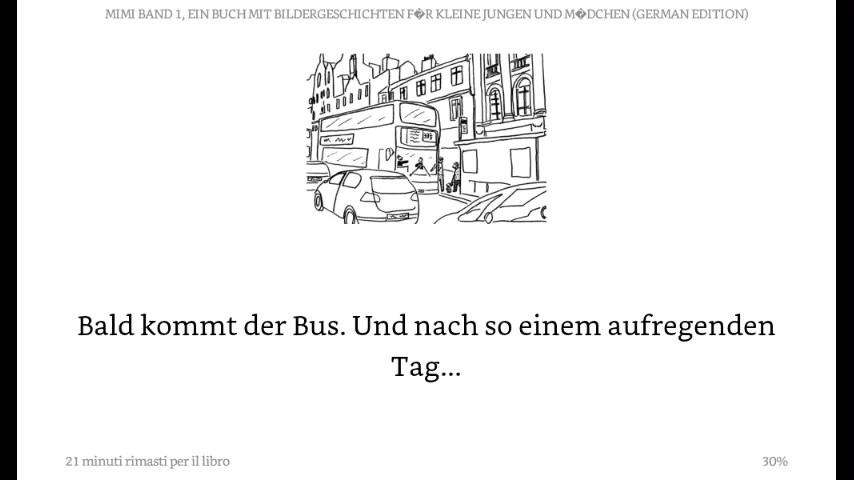 MIMI BAND 1, EIN BUCH MIT BILDERGESCHICHTEN F�R KLEINE JUNGEN UND M�DCHEN (GERMAN EDITION)
Bald kommt der Bus. Und nach so einem aufregenden
Tag...
21 minuti rimasti per il libro
30%